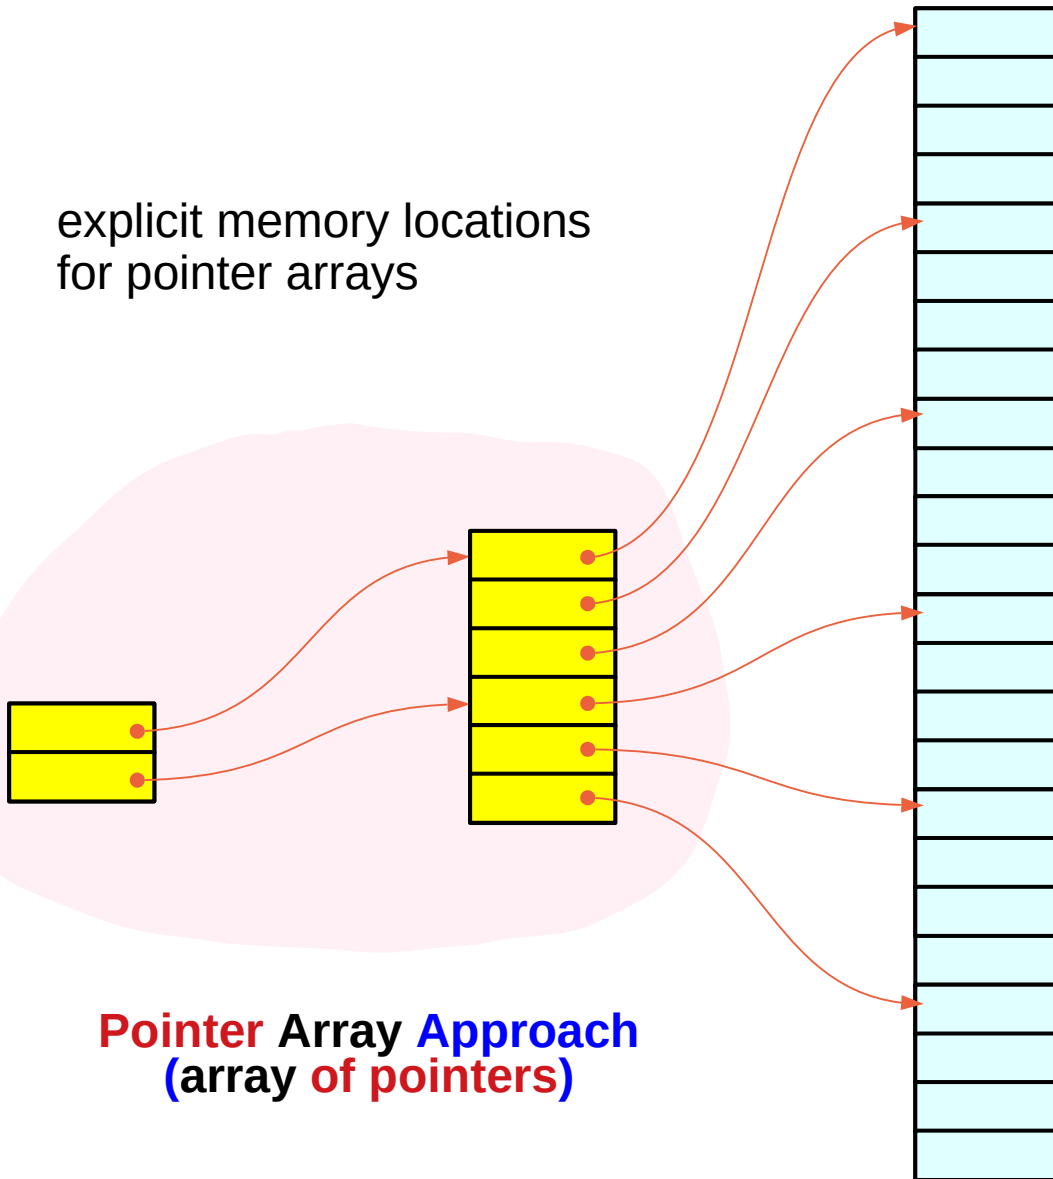 explicit memory locations
for pointer arrays
Pointer Array Approach
(array of pointers)